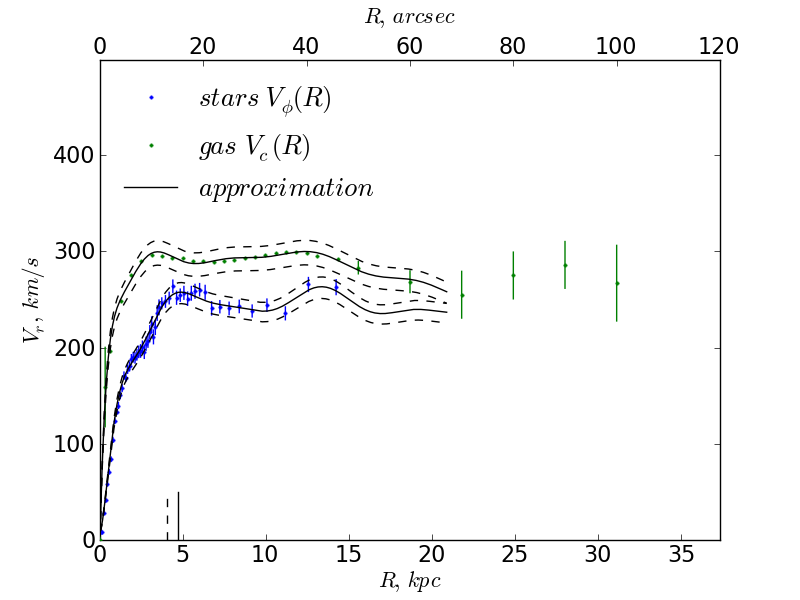 R, arcsec
0 20 40 60 80 100 120
stars V_ϕ(R)
gas V_c(R)
approximation
400
300
200
100
0
V_r, km/s
0 5 10 15 20 25 30 35
R, kpc